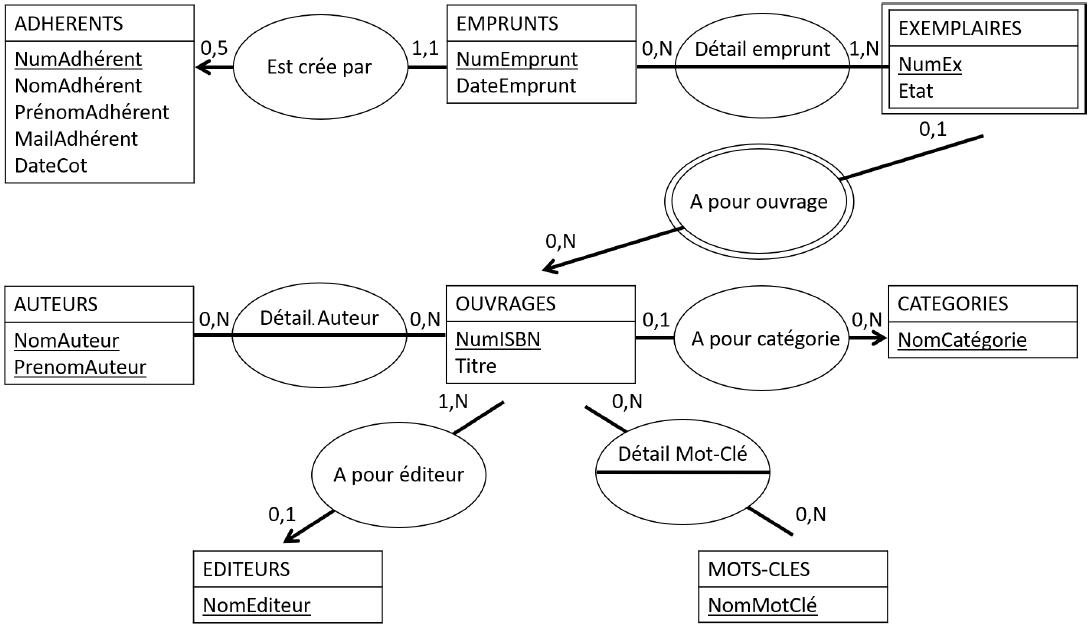 ADHERENTS
NumAdhérent
NomAdhérent
PrénomAdhérent
MailAdhérent
DateCot
0,5
Est crée par
1,1
EMPRUNTS
NumEmprunt
DateEmprunt
0,N
Détail emprunt
1,N
EXEMPLAIRES
NumEx
Etat
0,1
A pour ouvrage
0,N
AUTEURS
NomAuteur
PrenomAuteur
0,N
Détail.Auteur
0,N
OUVRAGES
NumISBN
Titre
0,1
A pour catégorie
0,N
CATEGORIES
NomCatégorie
1,N
A pour éditeur
0,1
EDITEURS
NomEditeur
0,N
Détail Mot-Clé
0,N
MOTS-CLES
NomMotClé